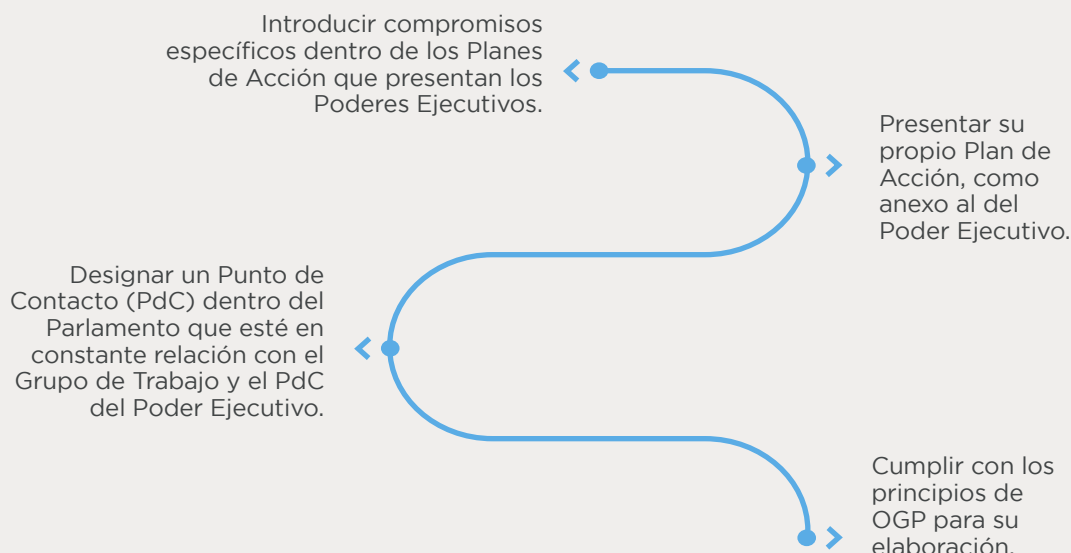 Introducir compromisos
específicos dentro de los Planes
de Acción que presentan los
Poderes Ejecutivos.
Presentar su
propio Plan de
Acción, como
anexo al del
Poder Ejecutivo.
Designar un Punto de
Contacto (PdC) dentro del
Parlamento que esté en
constante relación con el
Grupo de Trabajo y el PdC
del Poder Ejecutivo.
Cumplir con los
principios de
OGP para su
elaboración.